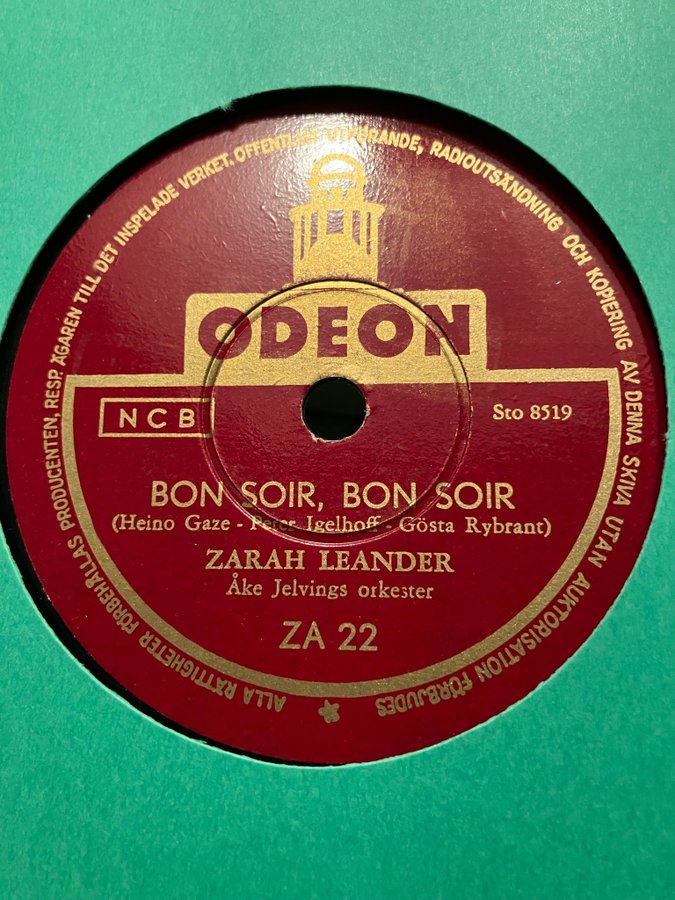 ALLA RÄTTIGHETER FÖRBEHÅLLAS PRODUCENTEN, RESP. ÄGAREN TILL DET INSPELADE VERKET. OFFENTLIGT UTFÖRANDE, RADIOUTSÄNDNING OCH KOPIERING AV DENNA SKIVA UTAN AUKTORISATION FÖRBJUDES
ODEON
NCB
Sto 8519
BON SOIR, BON SOIR
(Heino Gaze - Peter Igelhoff - Gösta Rybrant)
ZARAH LEANDER
Åke Jelvings orkester
ZA 22